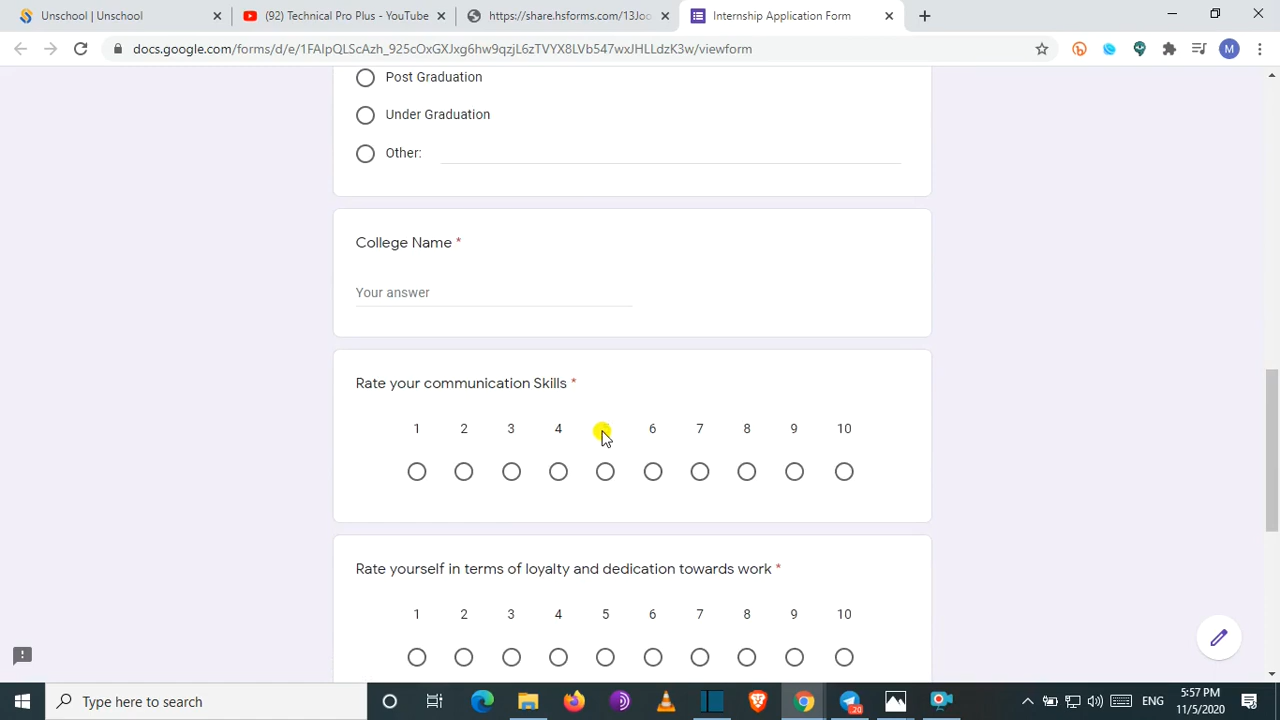 Unschool | Unschool
(92) Technical Pro Plus - YouTube
https://share.hsforms.com/13Joo
Internship Application Form
docs.google.com/forms/d/e/1FAIpQLScAzh_925cOxGXJxg6hw9qzjL6zTVYX8LVb547wxJHLLdzK3w/viewform
M
Post Graduation
Under Graduation
Other:
College Name *
Your answer
Rate your communication Skills *
1 2 3 4 6 7 8 9 10
Rate yourself in terms of loyalty and dedication towards work *
1 2 3 4 5 6 7 8 9 10
Type here to search
20
ENG
5:57 PM
11/5/2020